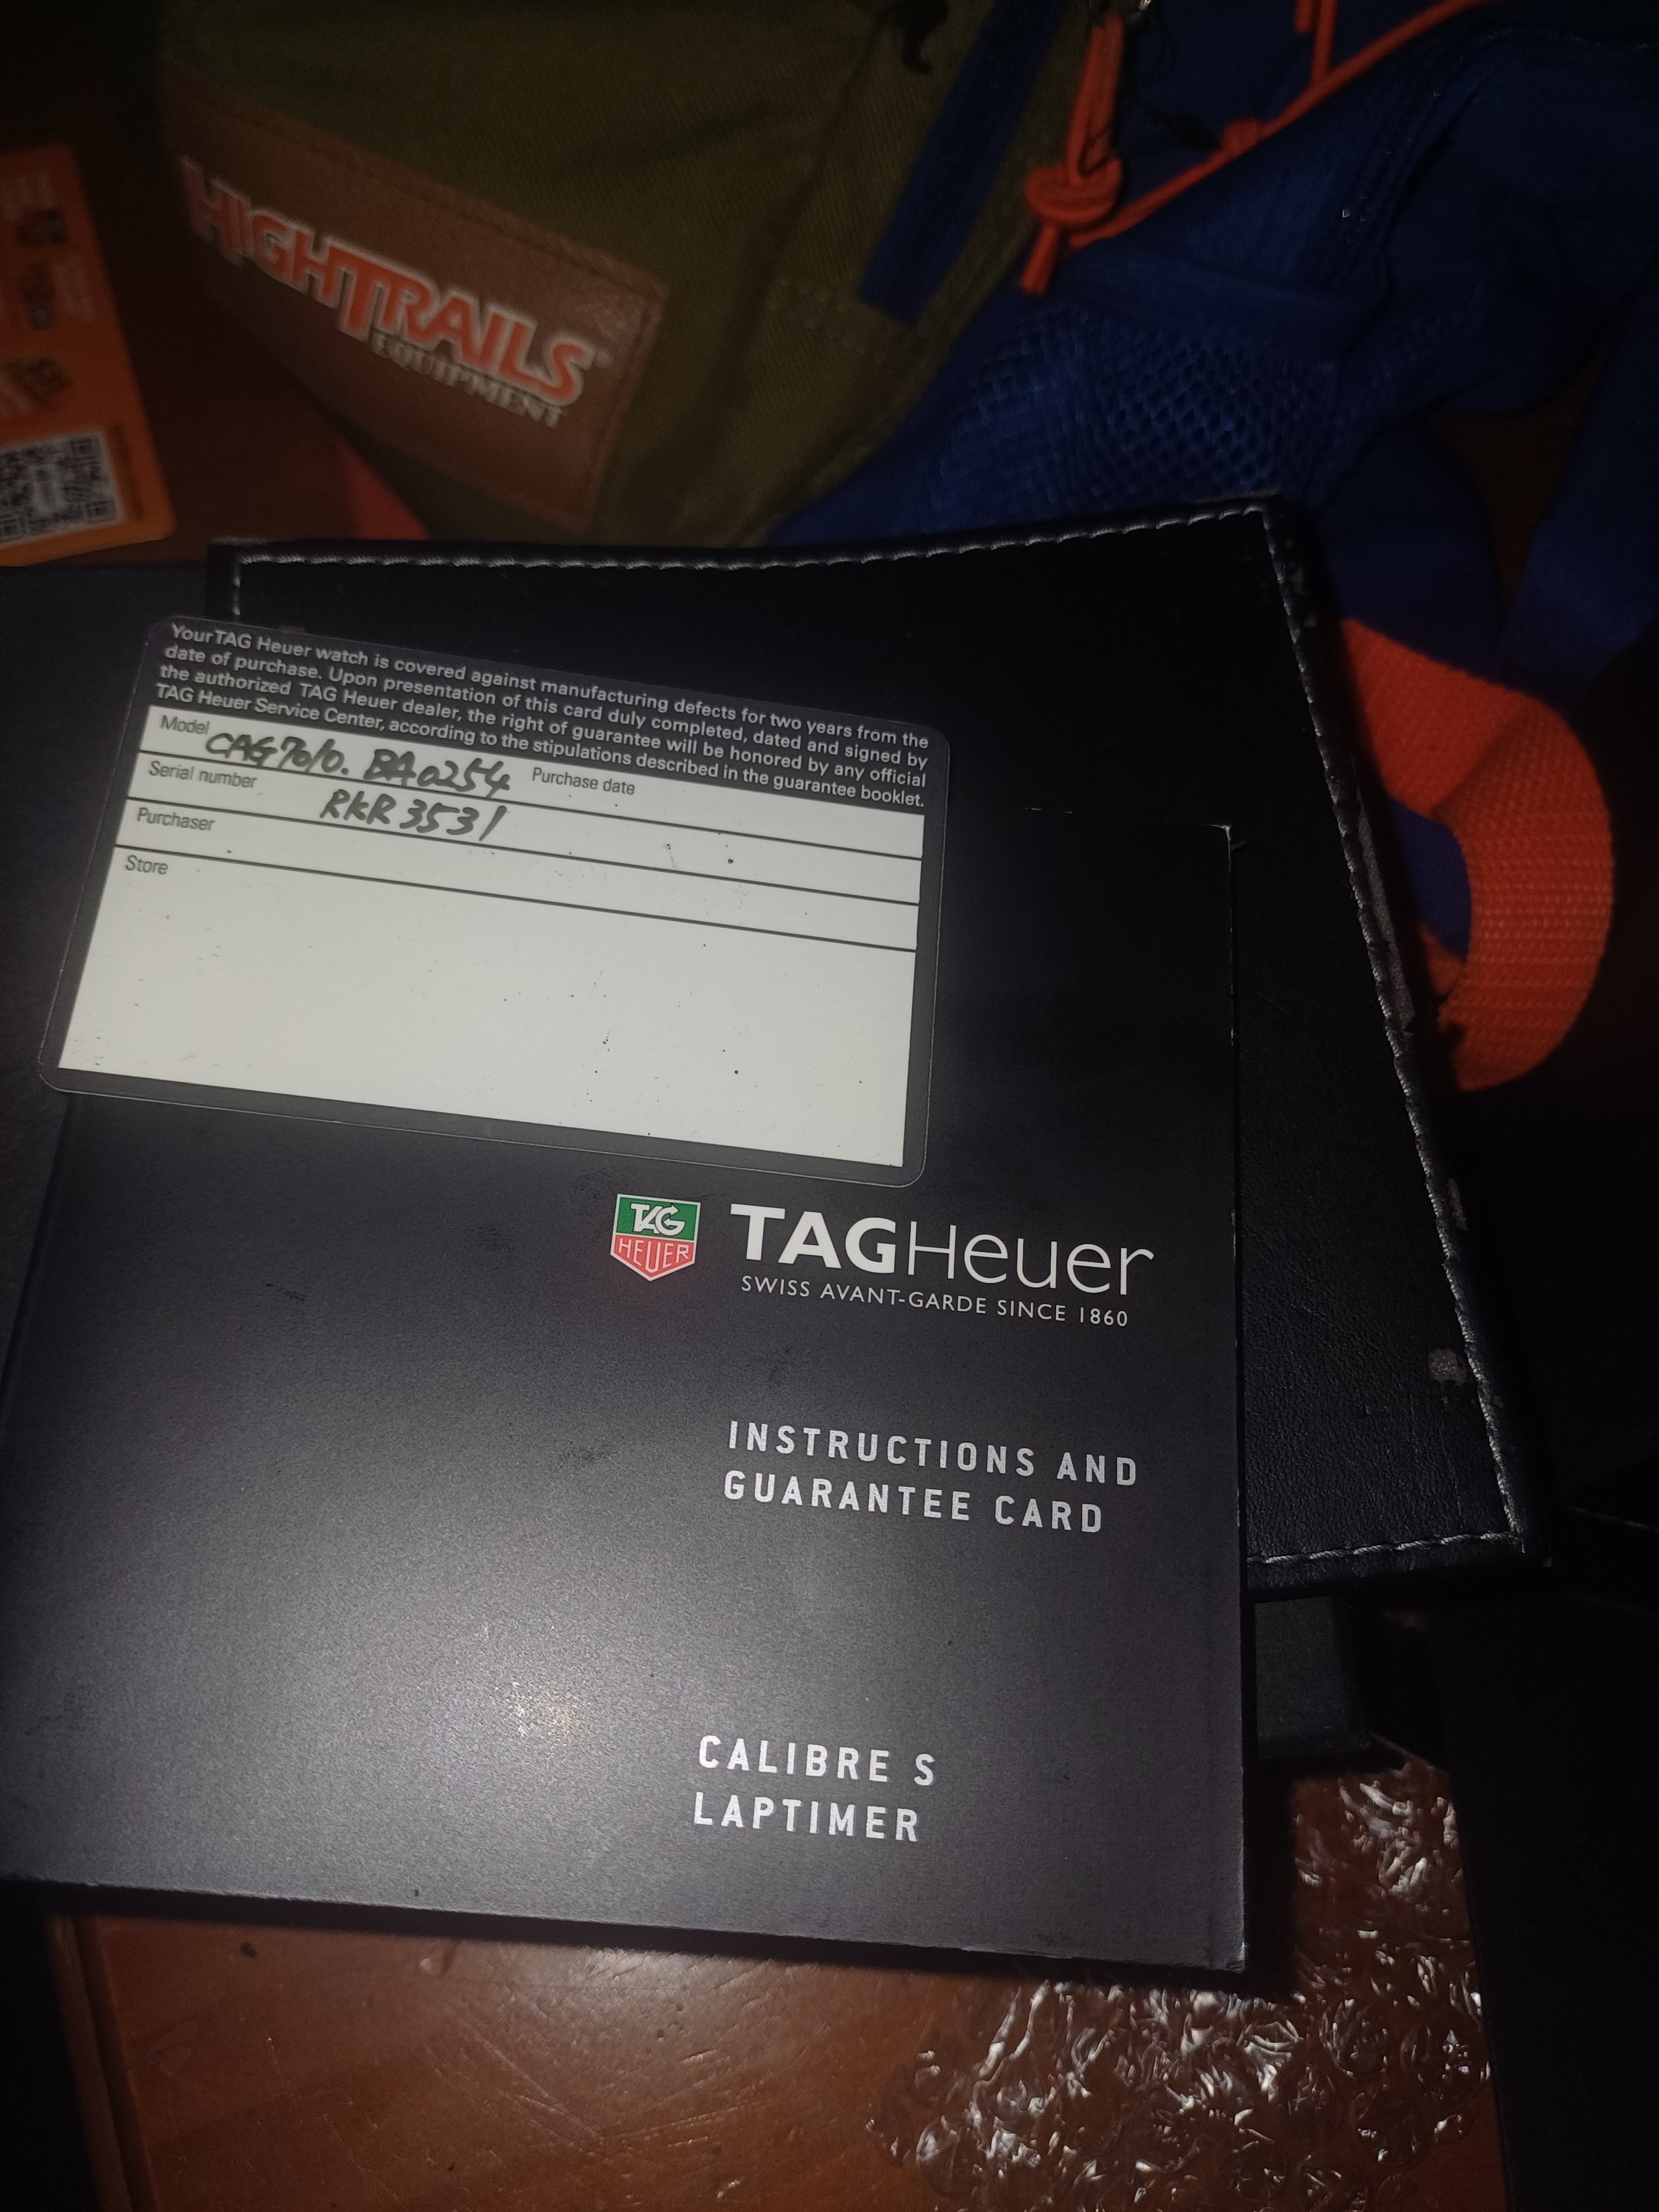 HIGHTRAILS®
EQUIPMENT
Your TAG Heuer watch is covered against manufacturing defects for two years from the
date of purchase. Upon presentation of this card duly completed, dated and signed by
the authorized TAG Heuer dealer, the right of guarantee will be honored by any official
TAG Heuer Service Center, according to the stipulations described in the guarantee booklet.
Model CAG7010.BA0254 Purchase date
Serial number RKR3531
Purchaser
Store
TAG
HEUER
TAGHeuer
SWISS AVANT-GARDE SINCE 1860
INSTRUCTIONS AND
GUARANTEE CARD
CALIBRE S
LAPTIMER